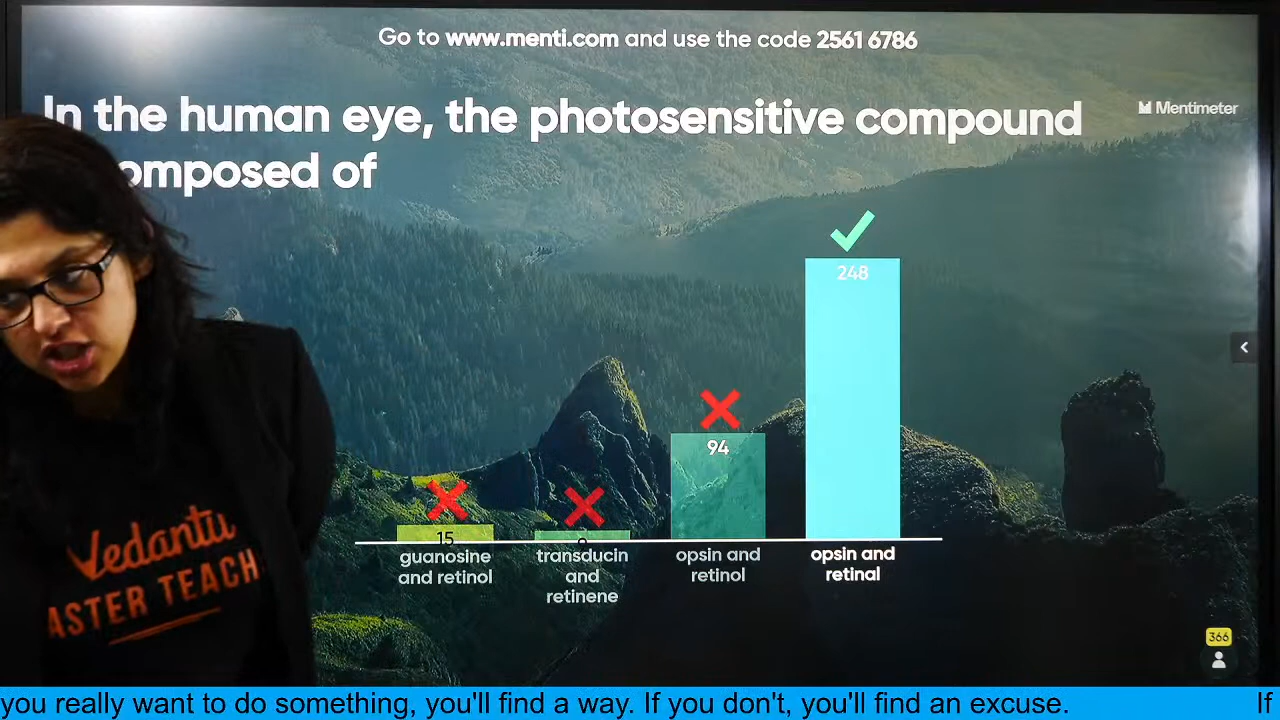 Go to www.menti.com and use the code 2561 6786
In the human eye, the photosensitive compound
Mentimeter
omposed of
248
94
15
guanosine
and retinol
transducin
and
retinene
opsin and
retinol
opsin and
retinal
Vedantu
ASTER TEACH
366
you really want to do something, you'll find a way. If you don't, you'll find an excuse. If